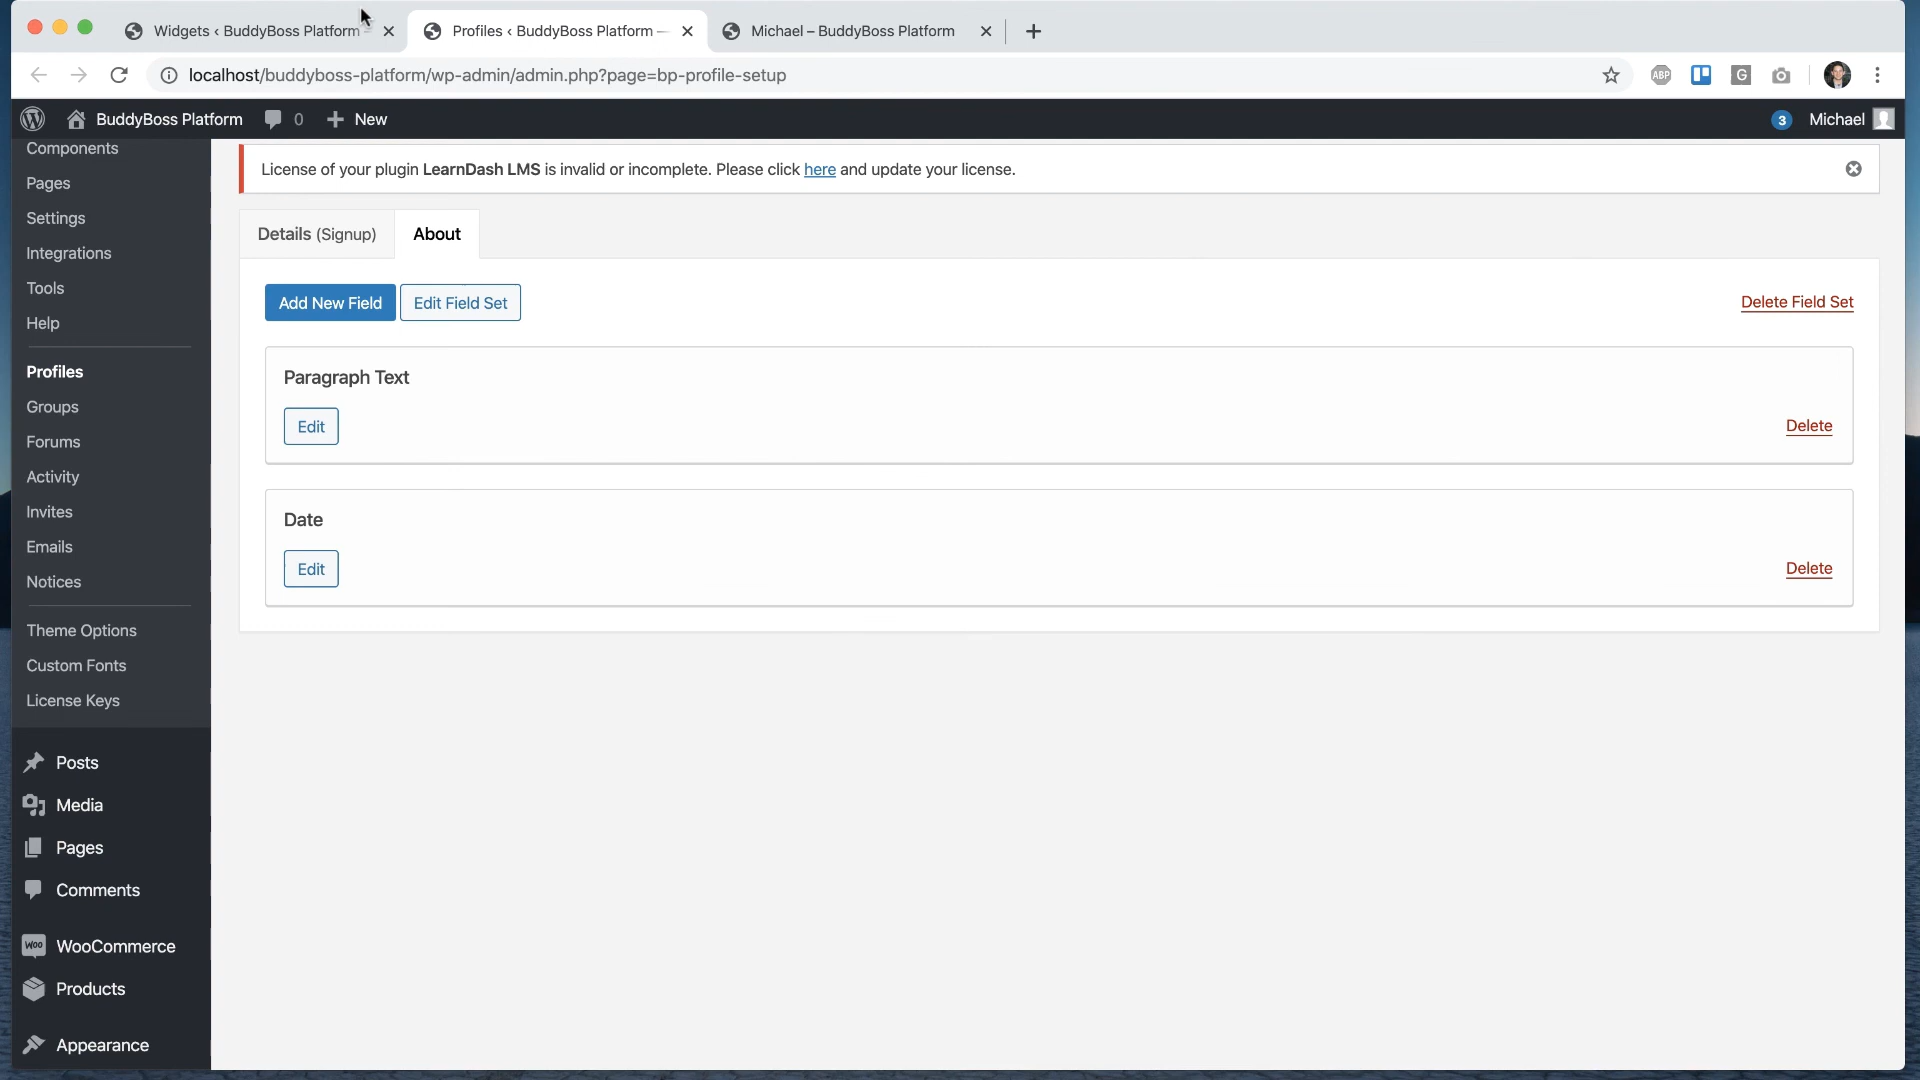 Widgets ‹ BuddyBoss Platform
Profiles ‹ BuddyBoss Platform —
Michael – BuddyBoss Platform
localhost/buddyboss-platform/wp-admin/admin.php?page=bp-profile-setup
ABP
G
BuddyBoss Platform
0
New
3
Michael
Components
Pages
Settings
Integrations
Tools
Help
Profiles
Groups
Forums
Activity
Invites
Emails
Notices
Theme Options
Custom Fonts
License Keys
Posts
Media
Pages
Comments
Woo WooCommerce
Products
Appearance
License of your plugin LearnDash LMS is invalid or incomplete. Please click here and update your license.
Details (Signup)
About
Add New Field
Edit Field Set
Delete Field Set
Paragraph Text
Edit
Delete
Date
Edit
Delete